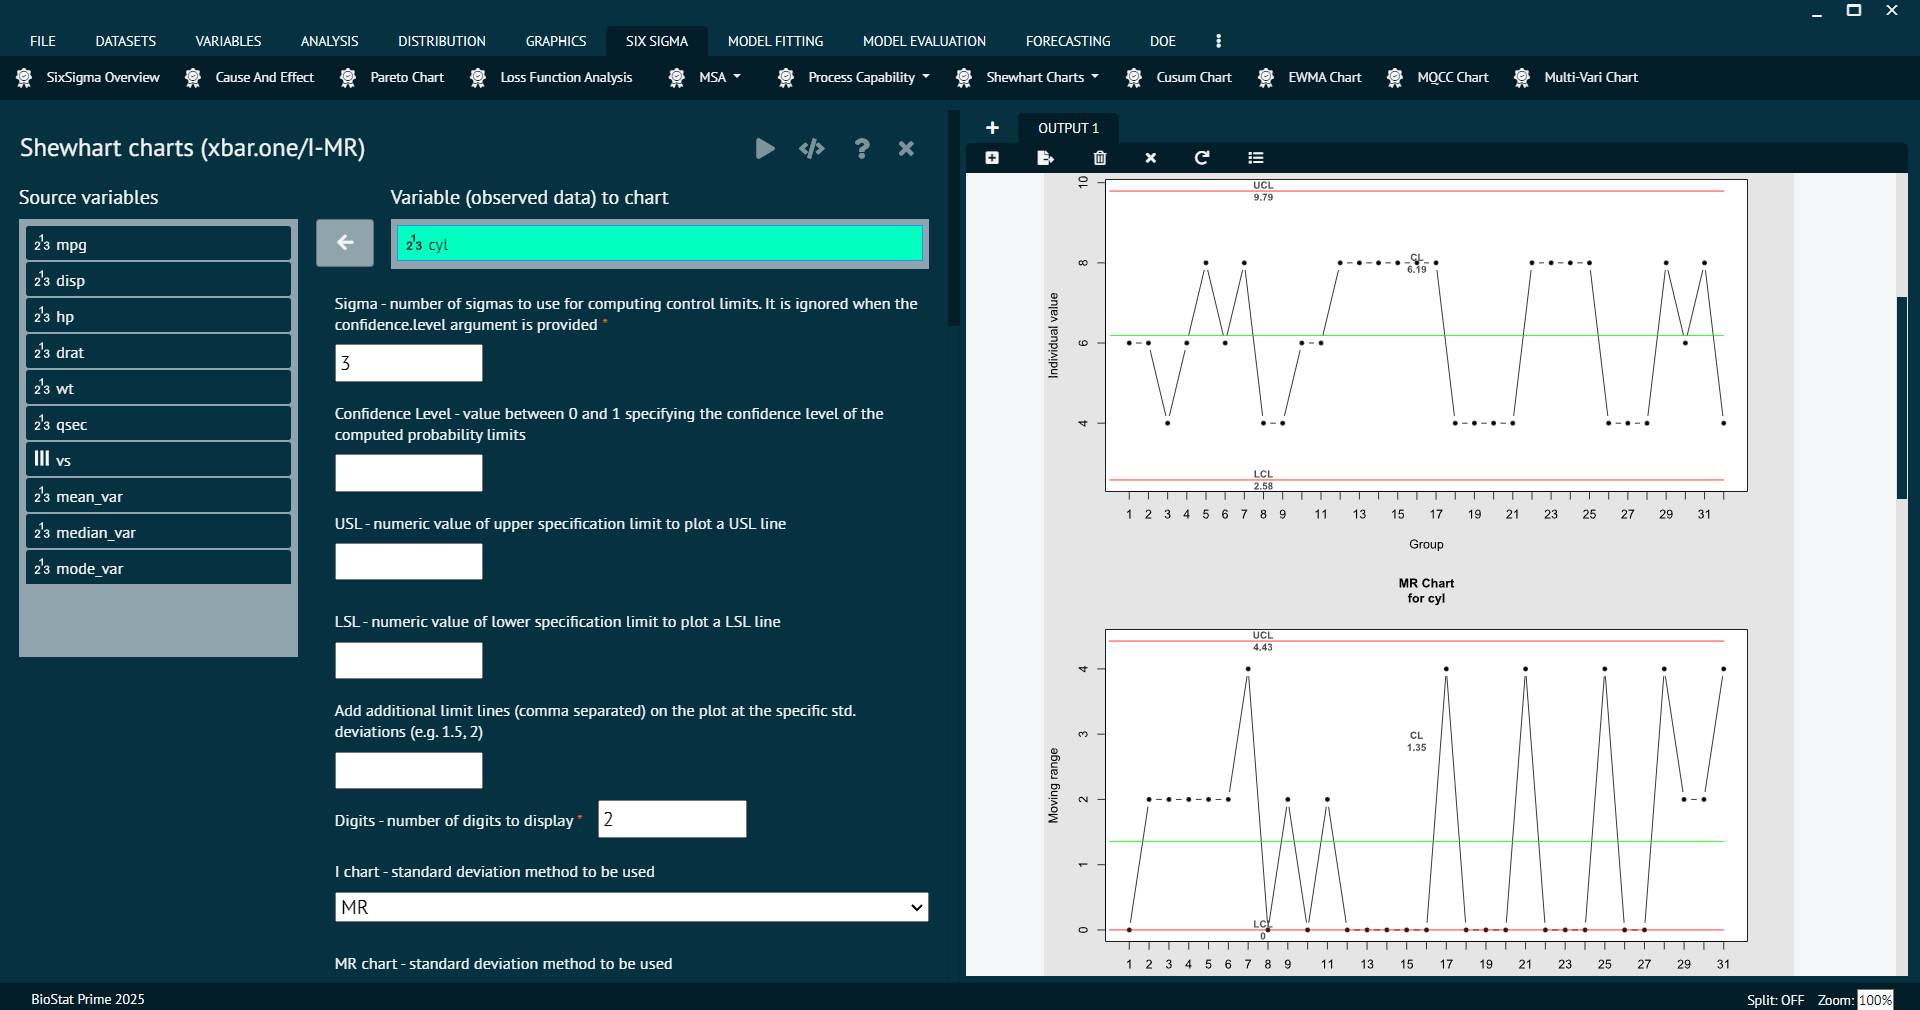 FILE DATASETS VARIABLES ANALYSIS DISTRIBUTION GRAPHICS SIX SIGMA MODEL FITTING MODEL EVALUATION FORECASTING DOE
SixSigma Overview Cause And Effect Pareto Chart Loss Function Analysis MSA Process Capability Shewhart Charts Cusum Chart EWMA Chart MQCC Chart Multi-Vari Chart
Shewhart charts (xbar.one/I-MR)
Source variables
mpg
disp
hp
drat
wt
qsec
vs
mean_var
median_var
mode_var
Variable (observed data) to chart
cyl
Sigma - number of sigmas to use for computing control limits. It is ignored when the
confidence.level argument is provided *
3
Confidence Level - value between 0 and 1 specifying the confidence level of the
computed probability limits
USL - numeric value of upper specification limit to plot a USL line
LSL - numeric value of lower specification limit to plot a LSL line
Add additional limit lines (comma separated) on the plot at the specific std.
deviations (e.g. 1.5, 2)
Digits - number of digits to display * 2
I chart - standard deviation method to be used
MR
MR chart - standard deviation method to be used
+ OUTPUT 1
UCL
9.79
CL
6.19
LCL
2.58
10
8
6
4
Individual value
1 2 3 4 5 6 7 8 9 11 13 15 17 19 21 23 25 27 29 31
Group
MR Chart
for cyl
UCL
4.43
CL
1.35
LCL
0
4
3
2
1
0
Moving range
1 2 3 4 5 6 7 8 9 11 13 15 17 19 21 23 25 27 29 31
BioStat Prime 2025
Split: OFF Zoom: 100%